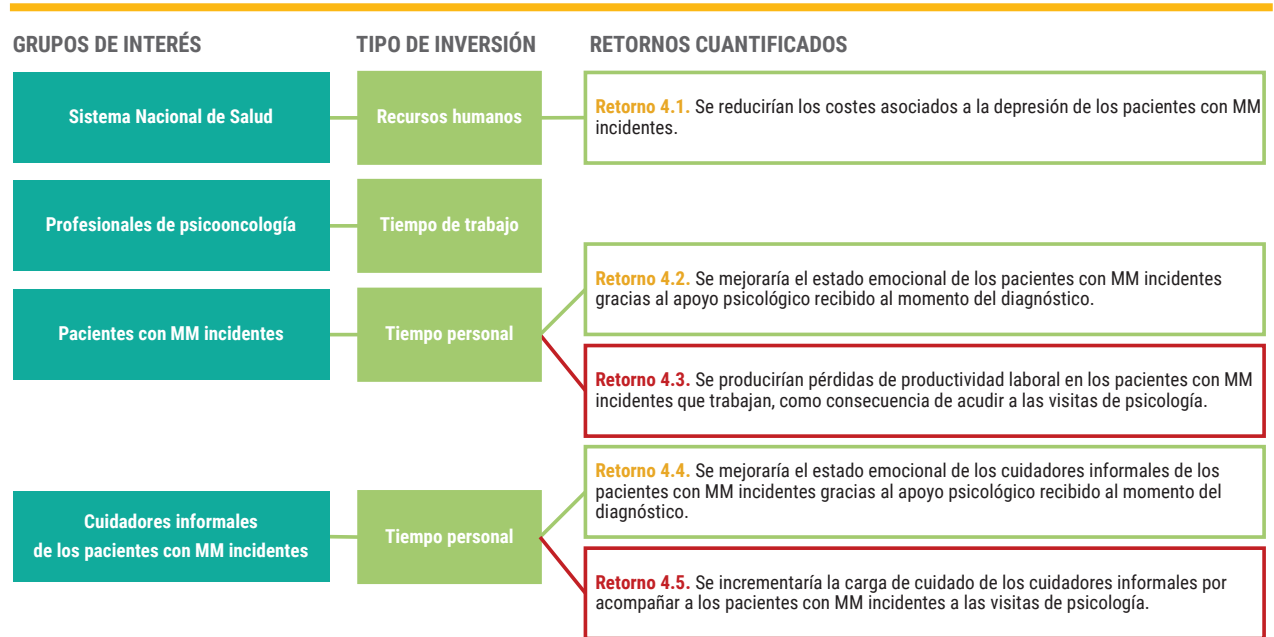 GRUPOS DE INTERÉS
TIPO DE INVERSIÓN
RETORNOS CUANTIFICADOS
Sistema Nacional de Salud
Recursos humanos
Retorno 4.1. Se reducirían los costes asociados a la depresión de los pacientes con MM
incidentes.
Profesionales de psicooncología
Tiempo de trabajo
Pacientes con MM incidentes
Tiempo personal
Retorno 4.2. Se mejoraría el estado emocional de los pacientes con MM incidentes
gracias al apoyo psicológico recibido al momento del diagnóstico.
Retorno 4.3. Se producirían pérdidas de productividad laboral en los pacientes con MM
incidentes que trabajan, como consecuencia de acudir a las visitas de psicología.
Cuidadores informales
de los pacientes con MM incidentes
Tiempo personal
Retorno 4.4. Se mejoraría el estado emocional de los cuidadores informales de los
pacientes con MM incidentes gracias al apoyo psicológico recibido al momento del
diagnóstico.
Retorno 4.5. Se incrementaría la carga de cuidado de los cuidadores informales por
acompañar a los pacientes con MM incidentes a las visitas de psicología.